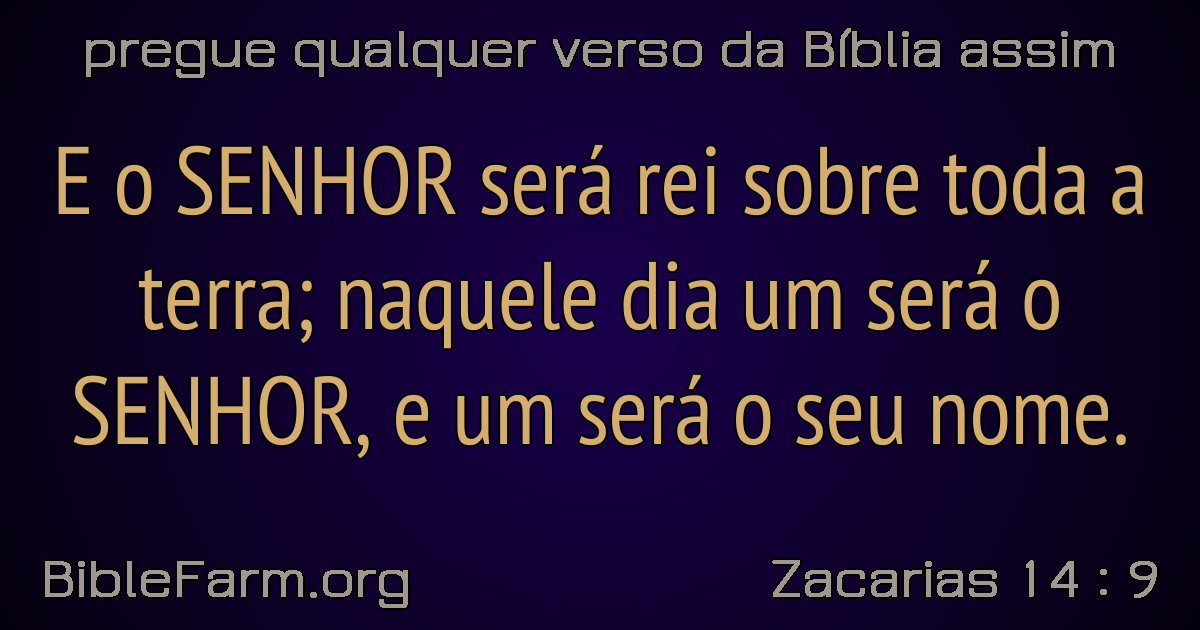 pregue qualquer verso da Bíblia assim
E o SENHOR será rei sobre toda a
terra; naquele dia um será o
SENHOR, e um será o seu nome.
BibleFarm.org
Zacarias 14 : 9